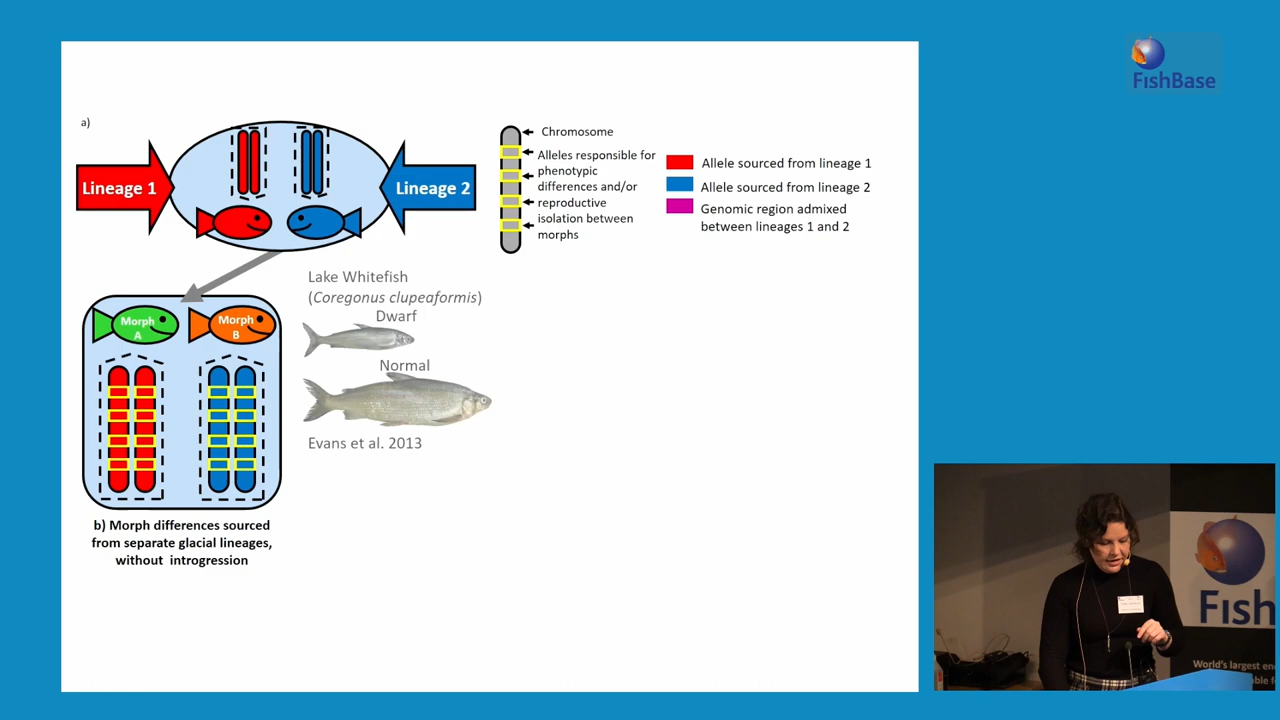 FishBase
a)
Lineage 1
Lineage 2
Chromosome
Alleles responsible for
phenotypic
differences and/or
reproductive
isolation between
morphs
Allele sourced from lineage 1
Allele sourced from lineage 2
Genomic region admixed
between lineages 1 and 2
Lake Whitefish
(Coregonus clupeaformis)
Dwarf
Normal
Evans et al. 2013
Morph
A
Morph
B
b) Morph differences sourced
from separate glacial lineages,
without introgression
Fish
World's largest en
ble f